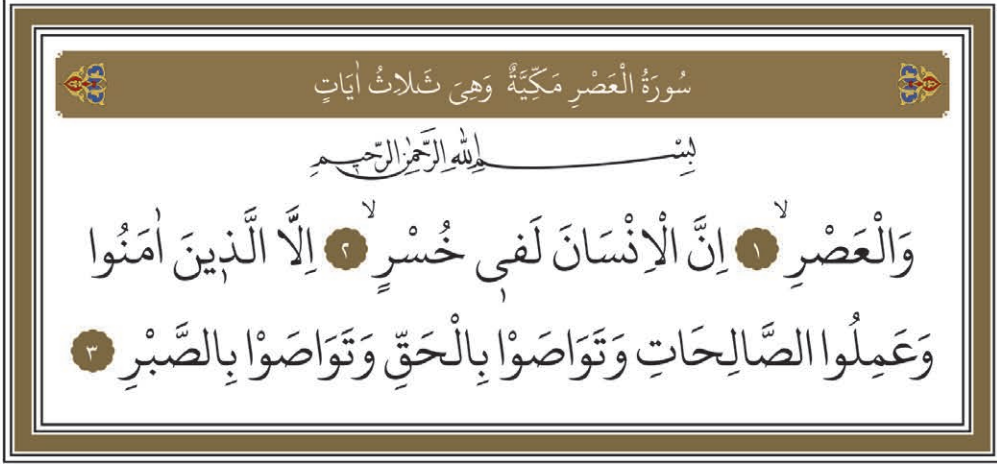 سُورَةُ الْعَصْرِ مَكِّيَّةٌ وَهِىَ ثَلاٰثُ اٰيَاتٍ
بِسْمِ اللّٰهِ الرَّحْمٰنِ الرَّحٖيمِ
وَالْعَصْرِۙ ١ اِنَّ الْاِنْسَانَ لَفٖى خُسْرٍۙ ٢ اِلَّا الَّذٖينَ اٰمَنُوا
وَعَمِلُوا الصَّالِحَاتِ وَتَوَاصَوْا بِالْحَقِّ وَتَوَاصَوْا بِالصَّبْرِ ٣